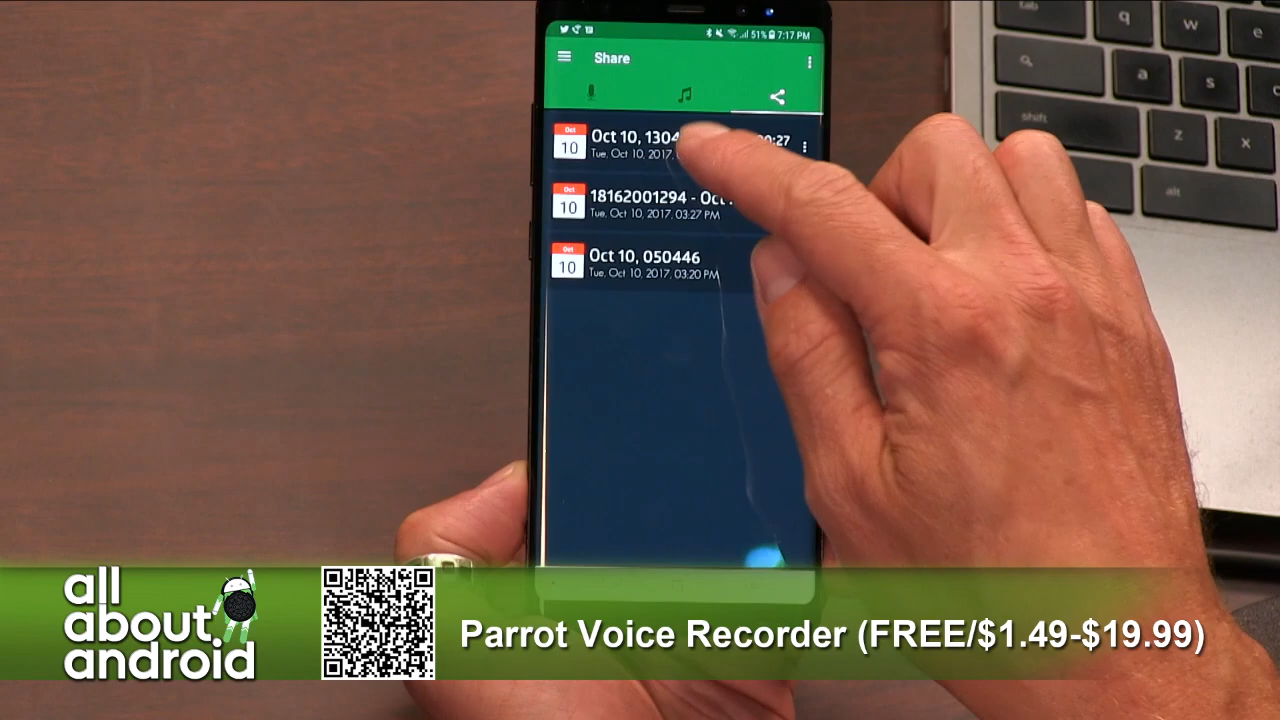 51% 7:17 PM
Share
Oct 10, 1304 00:27
Tue, Oct 10, 2017,
18162001294 - Oct
Tue, Oct 10, 2017, 03:27 PM
Oct 10, 050446
Tue, Oct 10, 2017, 03:20 PM
Oct
10
Oct
10
Oct
10
tab
q
w
e
a
s
shift
z
x
alt
all
about
android
Parrot Voice Recorder (FREE/$1.49-$19.99)